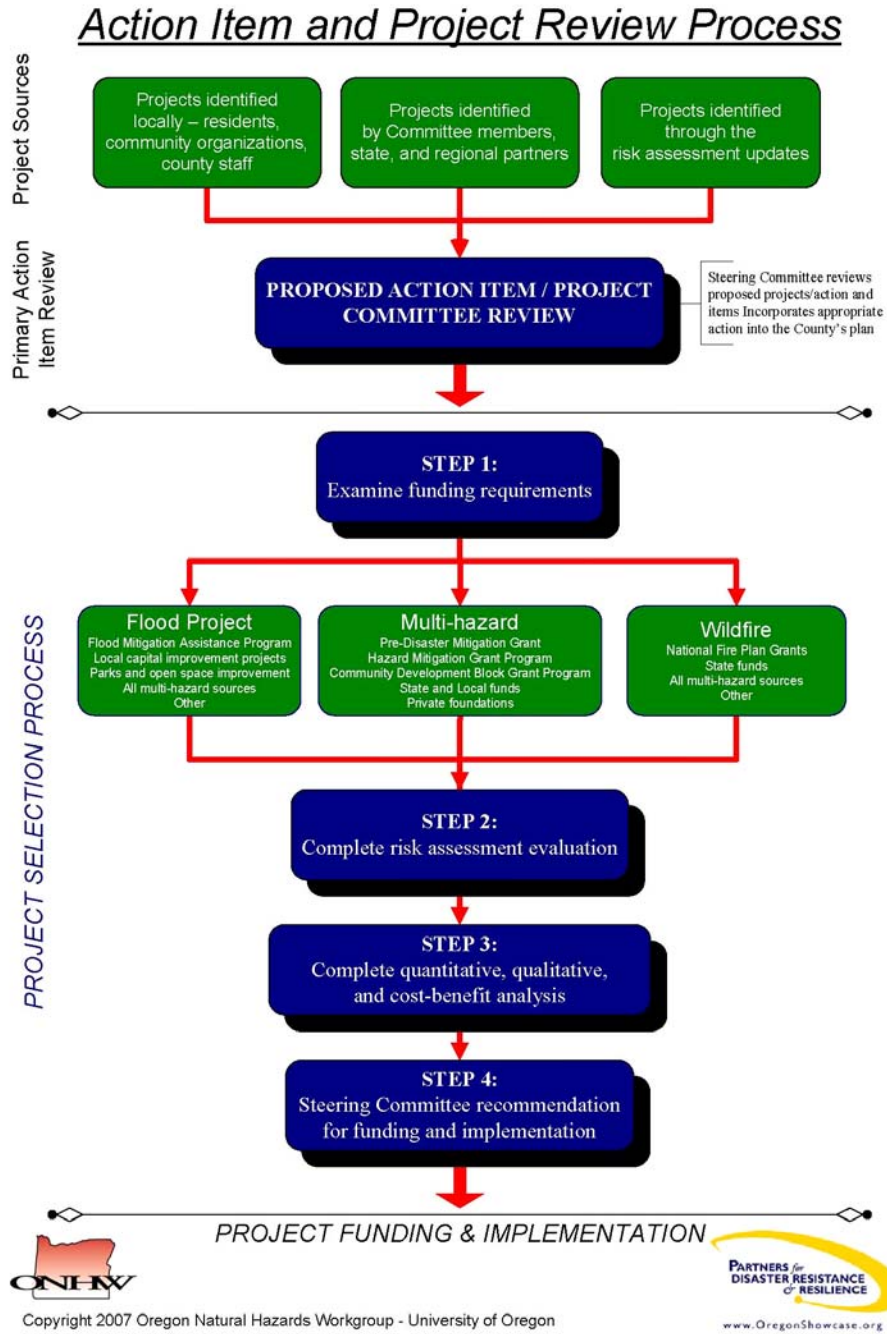 Action Item and Project Review Process
Project Sources
Projects identified
locally – residents,
community organizations,
county staff
Projects identified
by Committee members,
state, and regional
partners
Projects identified
through the
risk assessment
updates
Primary Action
Item Review
PROPOSED ACTION ITEM / PROJECT
COMMITTEE REVIEW
Steering Committee reviews
proposed projects/action and
items Incorporates appropriate
action into the County's plan
PROJECT SELECTION PROCESS
STEP 1:
Examine funding requirements
Flood Project
Flood Mitigation Assistance Program
Local capital improvement projects
Parks and open space improvement
All multi-hazard sources
Other
Multi-hazard
Pre-Disaster Mitigation Grant
Hazard Mitigation Grant Program
Community Development Block Grant Program
State and Local funds
Private foundations
Wildfire
National Fire Plan Grants
State funds
All multi-hazard sources
Other
STEP 2:
Complete risk assessment evaluation
STEP 3:
Complete quantitative, qualitative,
and cost-benefit analysis
STEP 4:
Steering Committee recommendation
for funding and implementation
PROJECT FUNDING & IMPLEMENTATION
ONHW
PARTNERS for
DISASTER RESISTANCE
& RESILIENCE
Copyright 2007 Oregon Natural Hazards Workgroup - University of Oregon
www.OregonShowcase.org